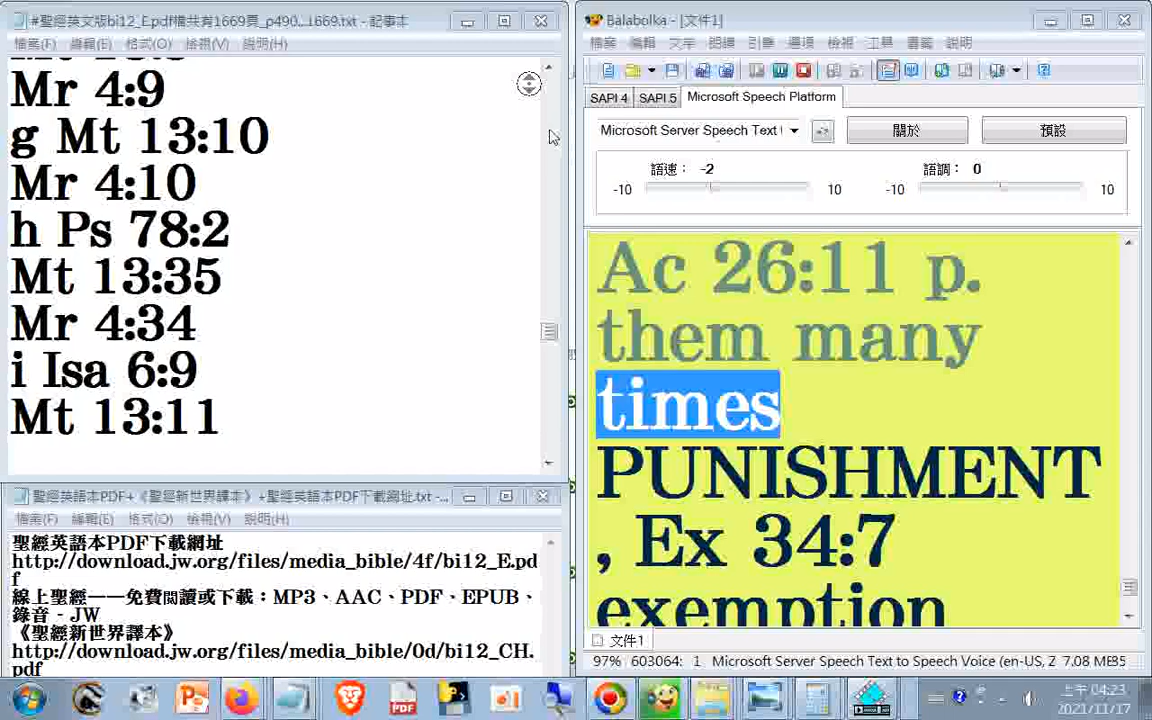 #聖經英文版bi12_E.pdf檔共有1669頁_p490...1669.txt - 記事本
檔案(F) 編輯(E) 格式(O) 檢視(V) 說明(H)
Mr 4:9
g Mt 13:10
Mr 4:10
h Ps 78:2
Mt 13:35
Mr 4:34
i Isa 6:9
Mt 13:11
聖經英語本PDF+《聖經新世界譯本》+聖經英語本PDF下載網址.txt -...
檔案(F) 編輯(E) 格式(O) 檢視(V) 說明(H)
聖經英語本PDF下載網址
http://download.jw.org/files/media_bible/4f/bi12_E.pd
f
線上聖經——免費閱讀或下載：MP3、AAC、PDF、EPUB、
錄音 - JW
《聖經新世界譯本》
http://download.jw.org/files/media_bible/0d/bi12_CH.
pdf
Balabolka - [文件1]
檔案 編輯 文字 朗讀 引擎 選項 檢視 工具 書籤 說明
SAPI 4 SAPI 5 Microsoft Speech Platform
Microsoft Server Speech Text 關於 預設
語速： -2 語調： 0
-10 10 -10 10
Ac 26:11 p.
them many
times
PUNISHMENT
, Ex 34:7
exemption
文件1
97% 603064: 1 Microsoft Server Speech Text to Speech Voice (en-US, Z 7.08 MB
上午 04:23
2021/11/17